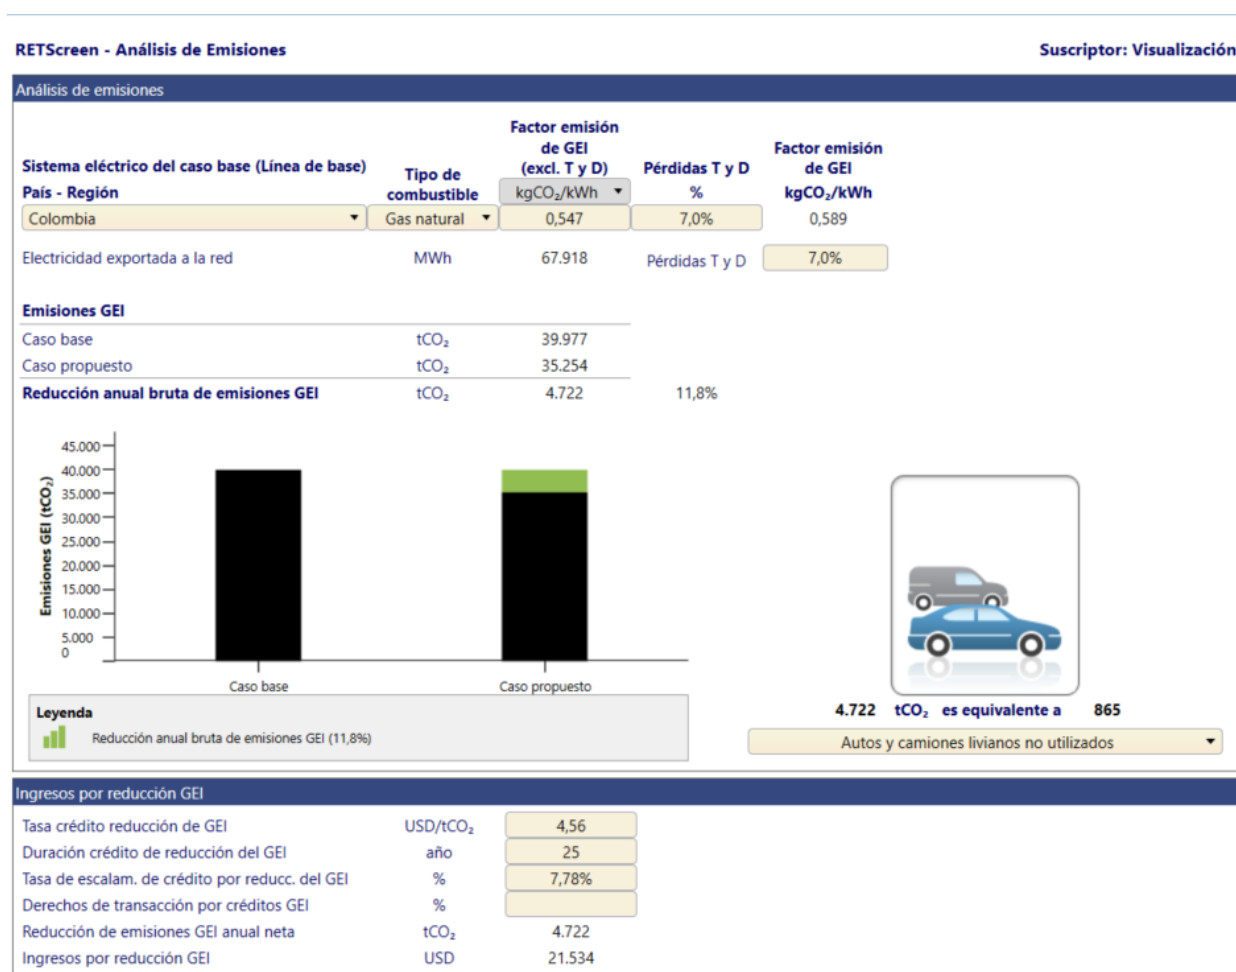 RETScreen - Análisis de Emisiones
Suscriptor: Visualización
Análisis de emisiones
Sistema eléctrico del caso base (Línea de base)
País - Región
Tipo de combustible
Factor emisión de GEI (excl. T y D)
kgCO₂/kWh
Pérdidas T y D
%
Factor emisión de GEI
kgCO₂/kWh
Colombia Gas natural 0,547 7,0% 0,589
Electricidad exportada a la red MWh 67.918 Pérdidas T y D 7,0%
Emisiones GEI
Caso base tCO₂ 39.977
Caso propuesto tCO₂ 35.254
Reducción anual bruta de emisiones GEI tCO₂ 4.722 11,8%
Emisiones GEI (tCO₂)
45.000
40.000
35.000
30.000
25.000
20.000
15.000
10.000
5.000
0
Caso base Caso propuesto
Leyenda
Reducción anual bruta de emisiones GEI (11,8%)
4.722 tCO₂ es equivalente a 865
Autos y camiones livianos no utilizados
Ingresos por reducción GEI
Tasa crédito reducción de GEI USD/tCO₂ 4,56
Duración crédito de reducción del GEI año 25
Tasa de escalam. de crédito por reducc. del GEI % 7,78%
Derechos de transacción por créditos GEI %
Reducción de emisiones GEI anual neta tCO₂ 4.722
Ingresos por reducción GEI USD 21.534